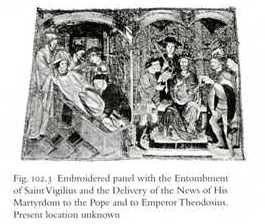 Fig. 102.3 Embroidered panel with the Entombment
of Saint Vigilius and the Delivery of the News of His
Martyrdom to the Pope and to Emperor Theodosius.
Present location unknown